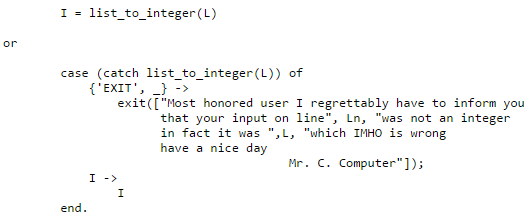 I = list_to_integer(L)
or
case (catch list_to_integer(L)) of
{'EXIT', _} ->
exit(["Most honored user I regrettably have to inform you
that your input on line", Ln, "was not an integer
in fact it was ",L, "which IMHO is wrong
have a nice day
Mr. C. Computer"]);
I ->
I
end.